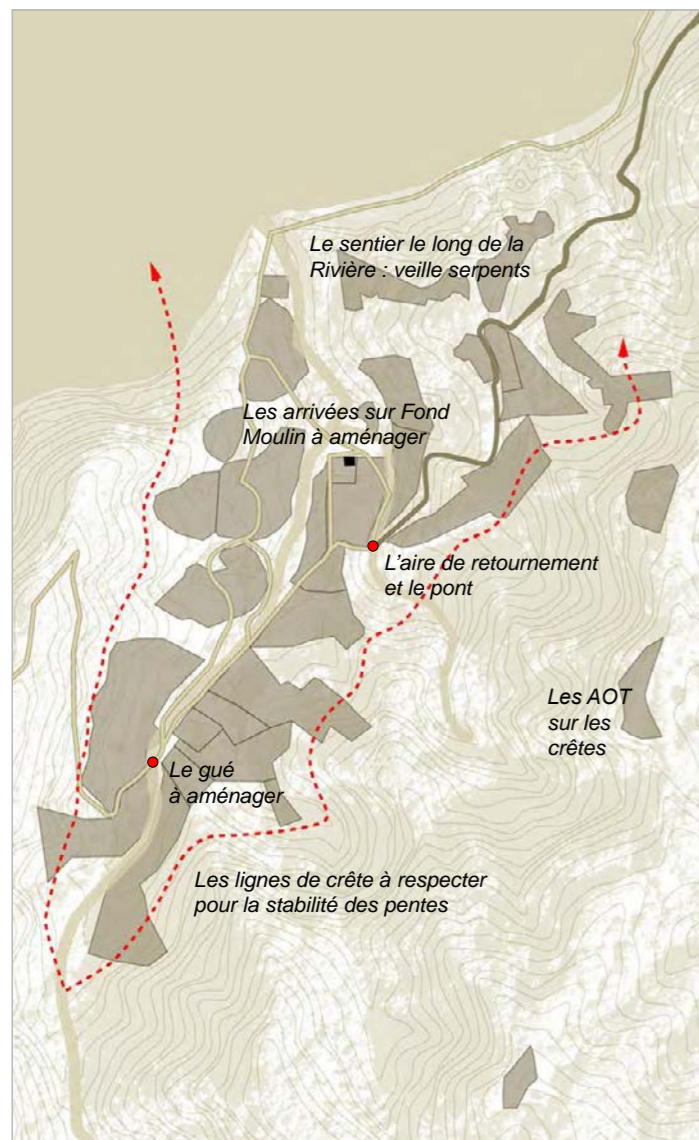 Le sentier le long de la
Rivière : veille serpents
Les arrivées sur Fond
Moulin à aménager
L'aire de retournement
et le pont
Les AOT
sur les
crêtes
Le gué
à aménager
Les lignes de crête à respecter
pour la stabilité des pentes